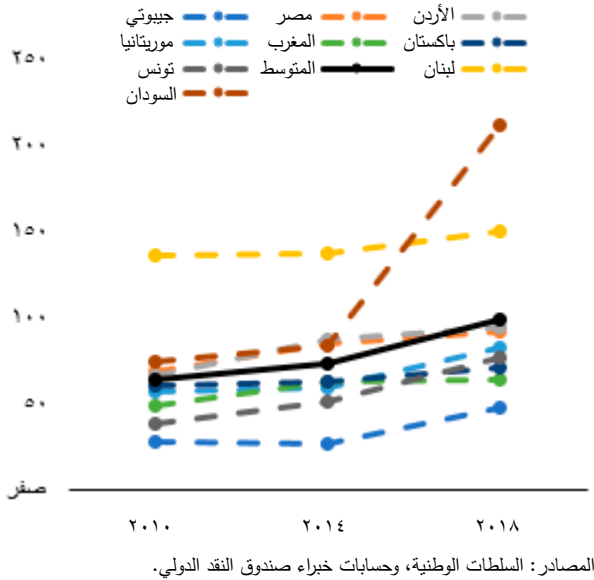 الأردن مصر جيبوتي
باكستان المغرب موريتانيا
لبنان المتوسط تونس
السودان
٢٥٠
٢٠٠
١٥٠
١٠٠
٥٠
صفر
٢٠١٠ ٢٠١٤ ٢٠١٨
المصادر: السلطات الوطنية، وحسابات خبراء صندوق النقد الدولي.